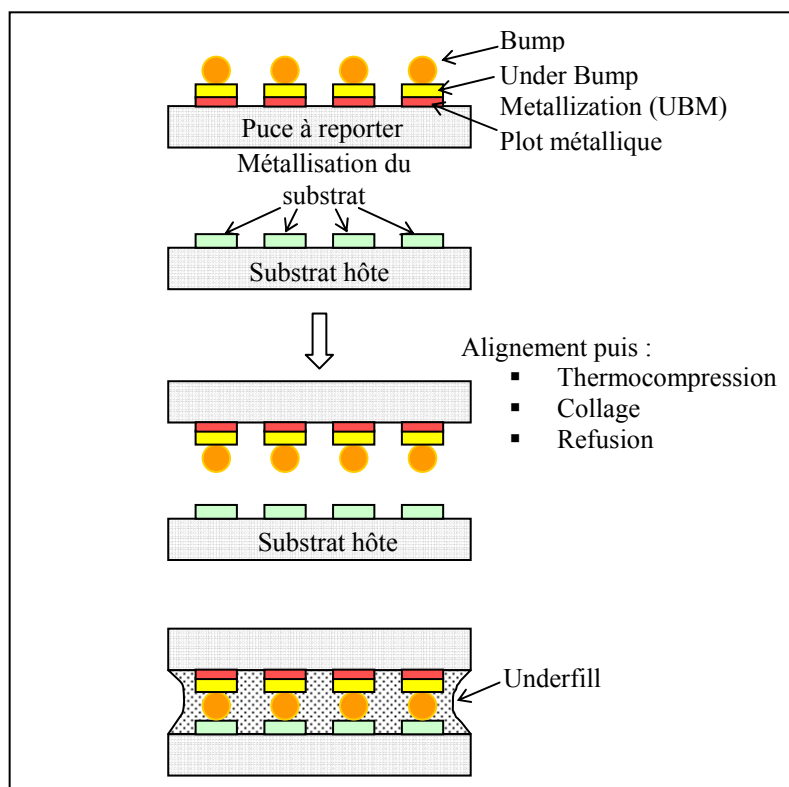 Bump
Under Bump
Metallization (UBM)
Plot métallique
Puce à reporter
Métallisation du
substrat
Substrat hôte
Alignement puis :
▪ Thermocompression
▪ Collage
▪ Refusion
Substrat hôte
Underfill